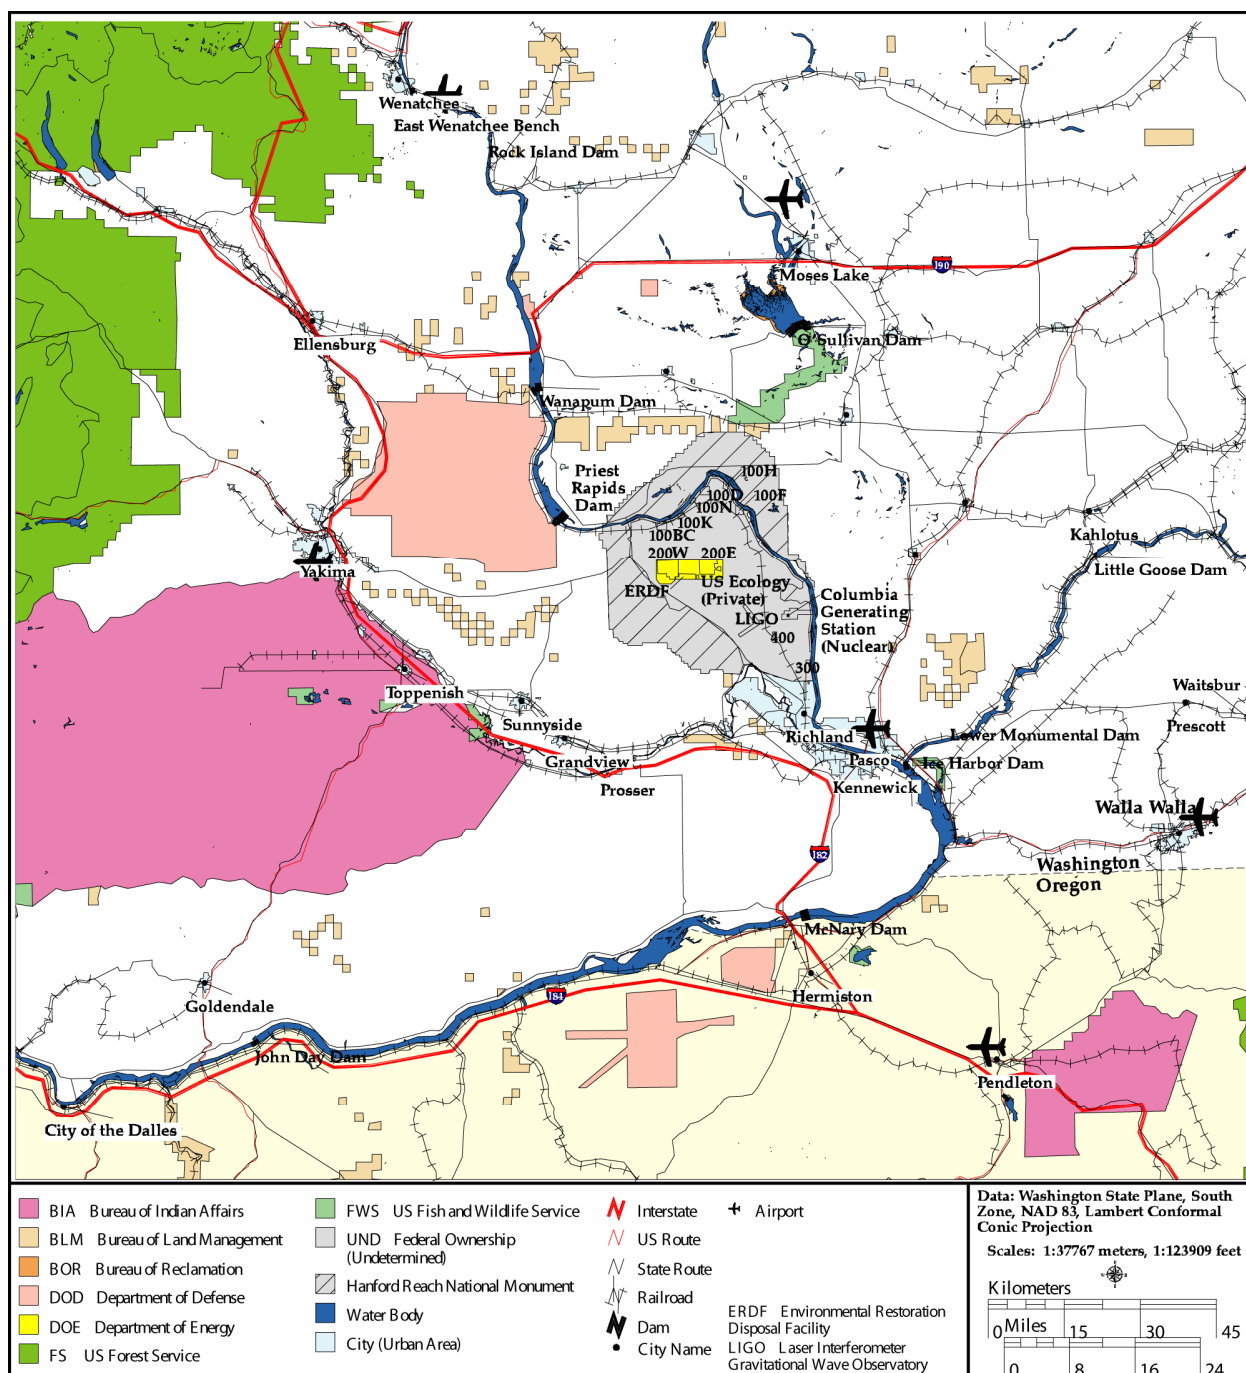 Wenatchee
East Wenatchee Bench
Rock Island Dam
Moses Lake
190
O'Sullivan Dam
Ellensburg
Wanapum Dam
Priest
Rapids
Dam
100H
100D
100F
100N
100K
100BC
200W
200E
ERDF
US Ecology
(Private)
LIGO
400
300
Columbia
Generating
Station
(Nuclear)
Kahlotus
Little Goose Dam
Yakima
Toppenish
Sunnyside
Grandview
Prosser
Richland
Pasco
Kennewick
Lower Monumental Dam
Ice Harbor Dam
Waitsbur
Prescott
Walla Walla
182
Washington
Oregon
McNary Dam
Hermiston
184
Goldendale
John Day Dam
City of the Dalles
Pendleton
BIA Bureau of Indian Affairs
BLM Bureau of Land Management
BOR Bureau of Reclamation
DOD Department of Defense
DOE Department of Energy
FS US Forest Service
FWS US Fish and Wildlife Service
UND Federal Ownership
(Undetermined)
Hanford Reach National Monument
Water Body
City (Urban Area)
Interstate
US Route
State Route
Railroad
Dam
City Name
Airport
ERDF Environmental Restoration
Disposal Facility
LIGO Laser Interferometer
Gravitational Wave Observatory
Data: Washington State Plane, South
Zone, NAD 83, Lambert Conformal
Conic Projection
Scales: 1:37767 meters, 1:123909 feet
Kilometers
0 15 30 45
Miles
0 8 16 24